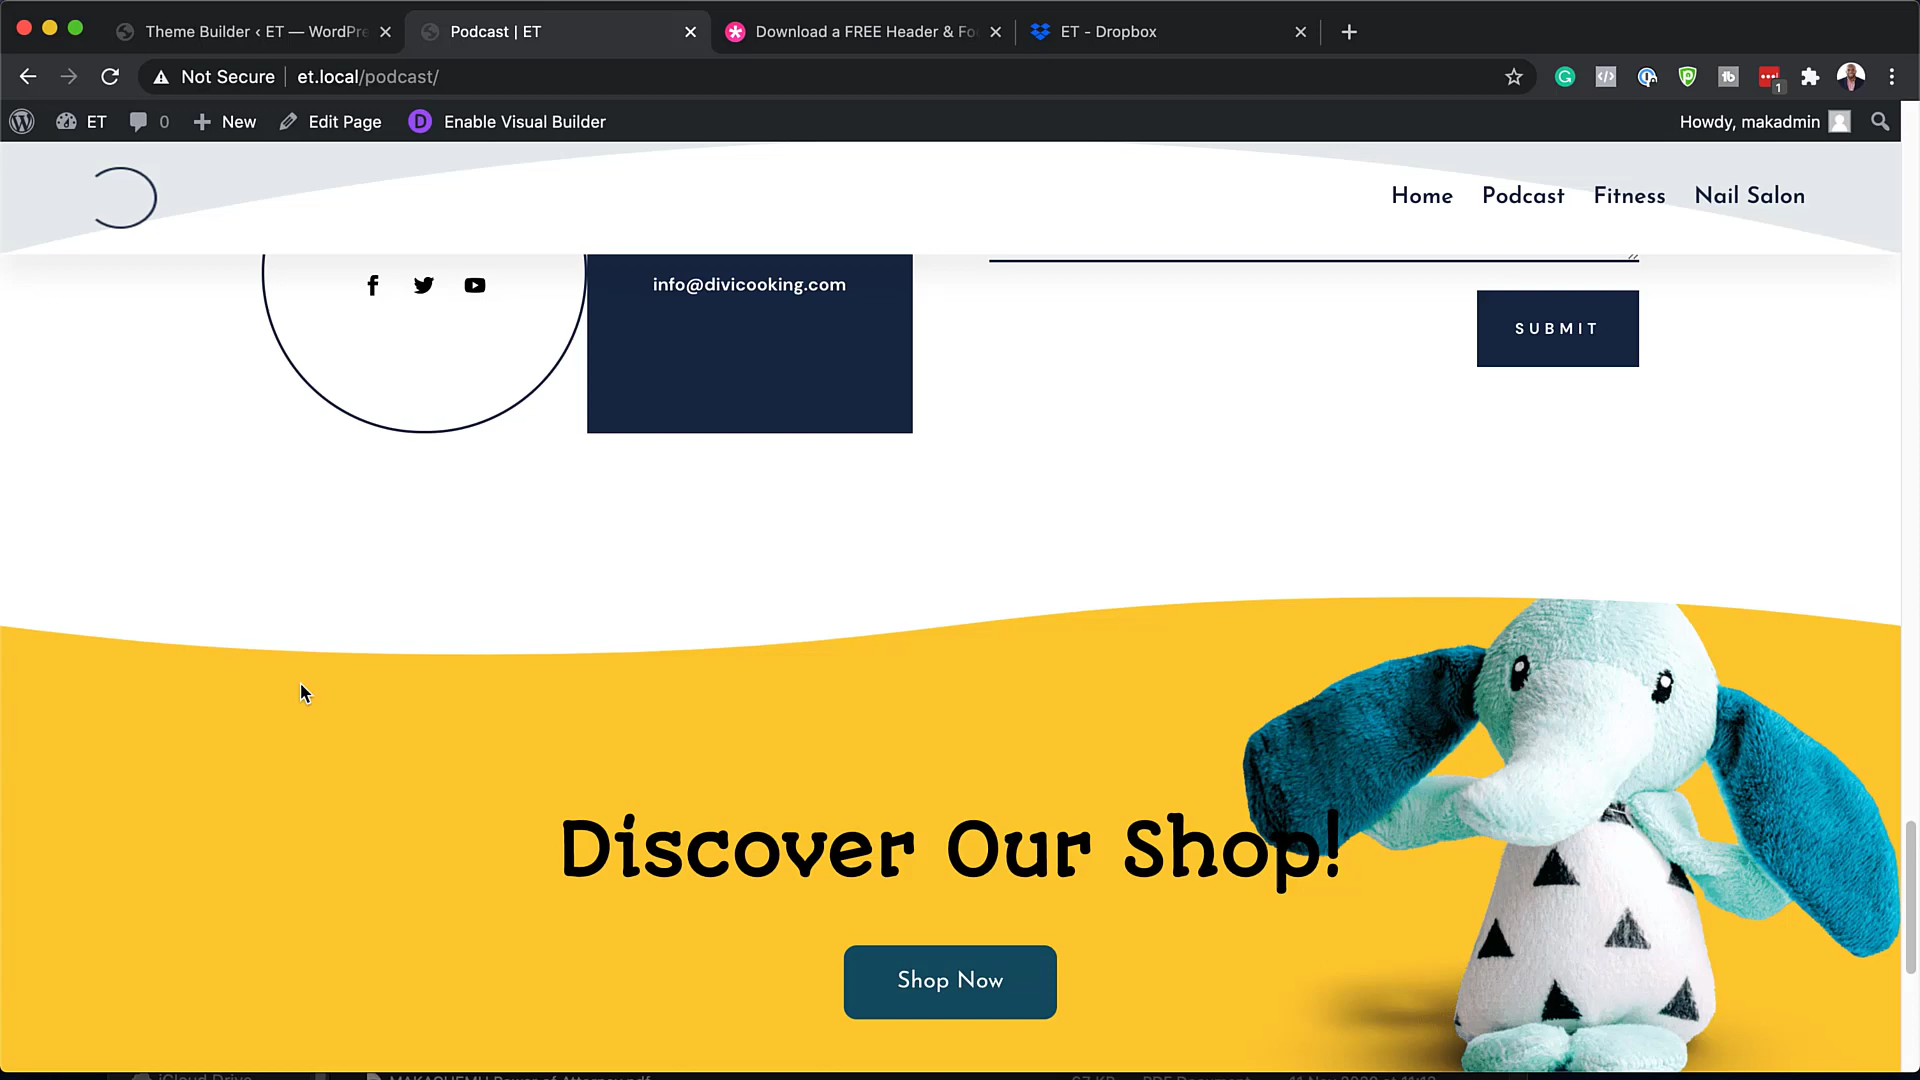 Theme Builder ‹ ET — WordPre
Podcast | ET
Download a FREE Header & Fo
ET - Dropbox
Not Secure
et.local/podcast/
1
ET
0
New
Edit Page
D
Enable Visual Builder
Howdy, makadmin
Home
Podcast
Fitness
Nail Salon
info@divicooking.com
SUBMIT
Discover Our Shop!
Shop Now